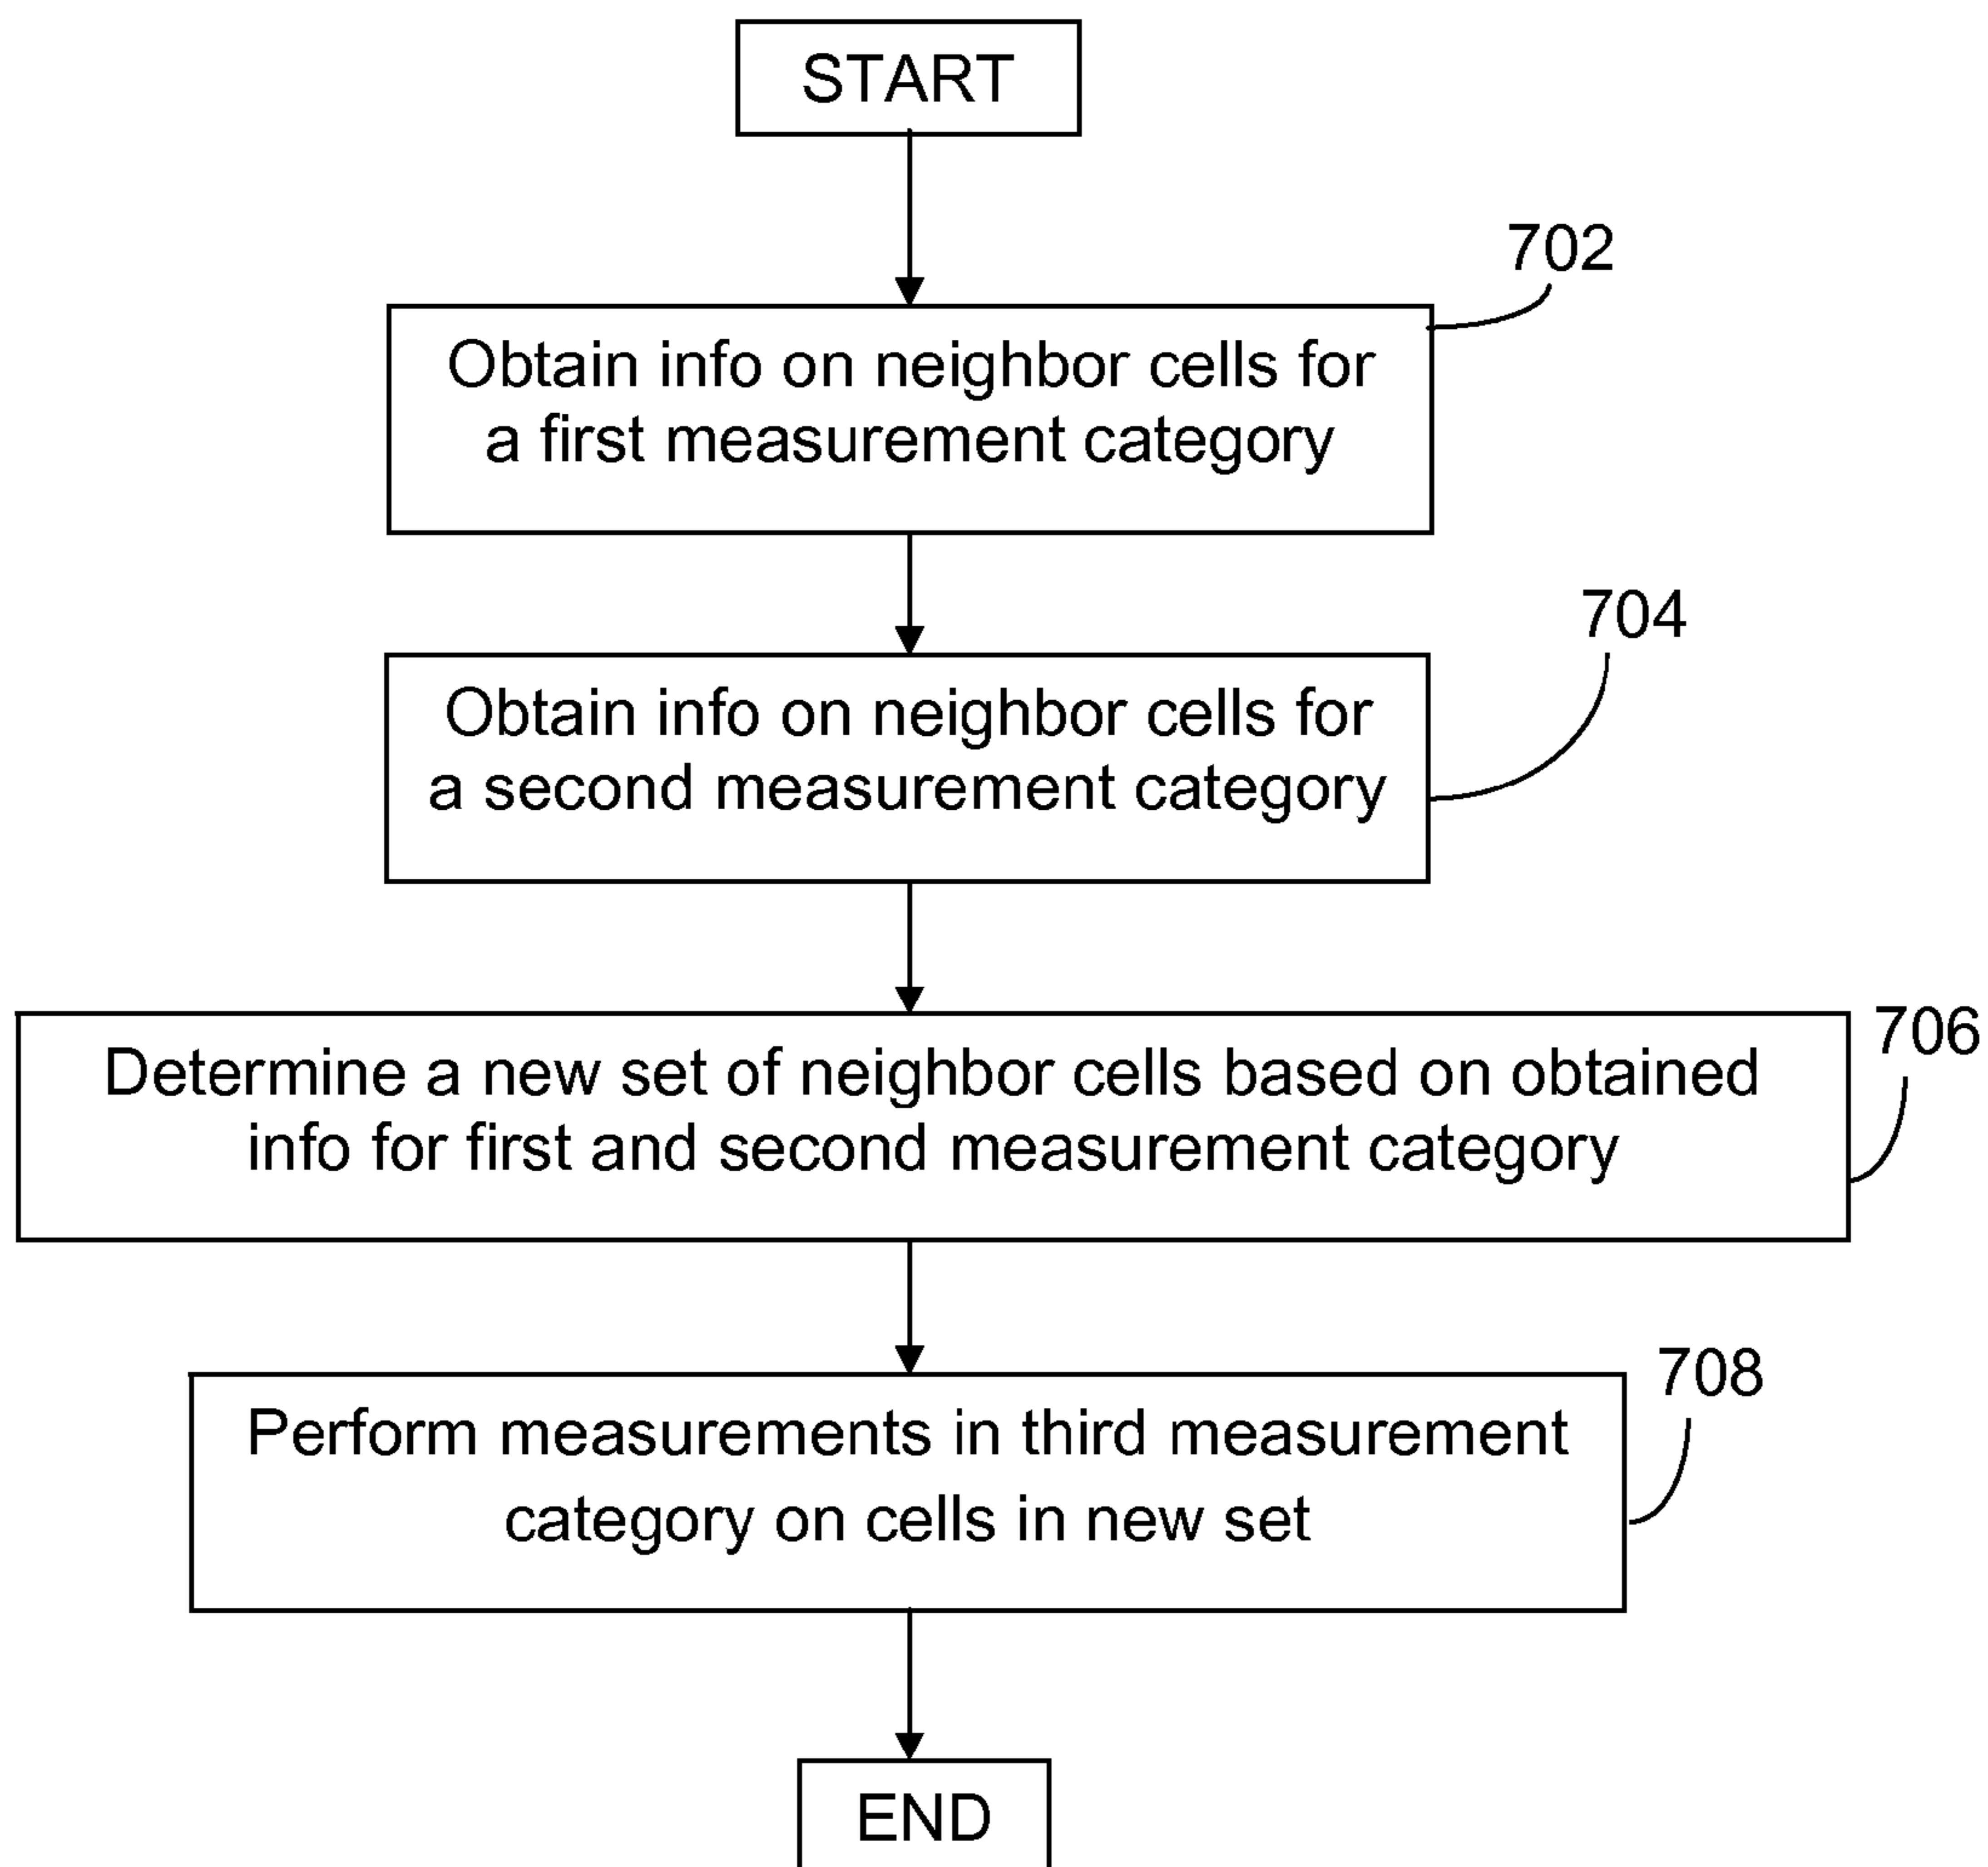 START
702
Obtain info on neighbor cells for
a first measurement category
704
Obtain info on neighbor cells for
a second measurement category
706
Determine a new set of neighbor cells based on obtained
info for first and second measurement category
708
Perform measurements in third measurement
category on cells in new set
END